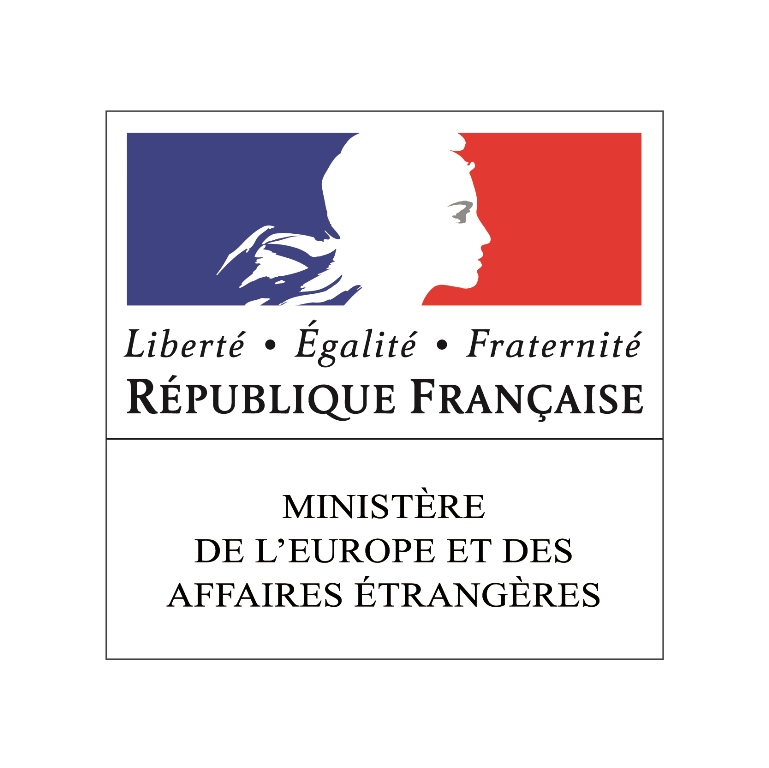 Liberté • Égalité • Fraternité
RÉPUBLIQUE FRANÇAISE
MINISTÈRE
DE L’EUROPE ET DES
AFFAIRES ÉTRANGÈRES